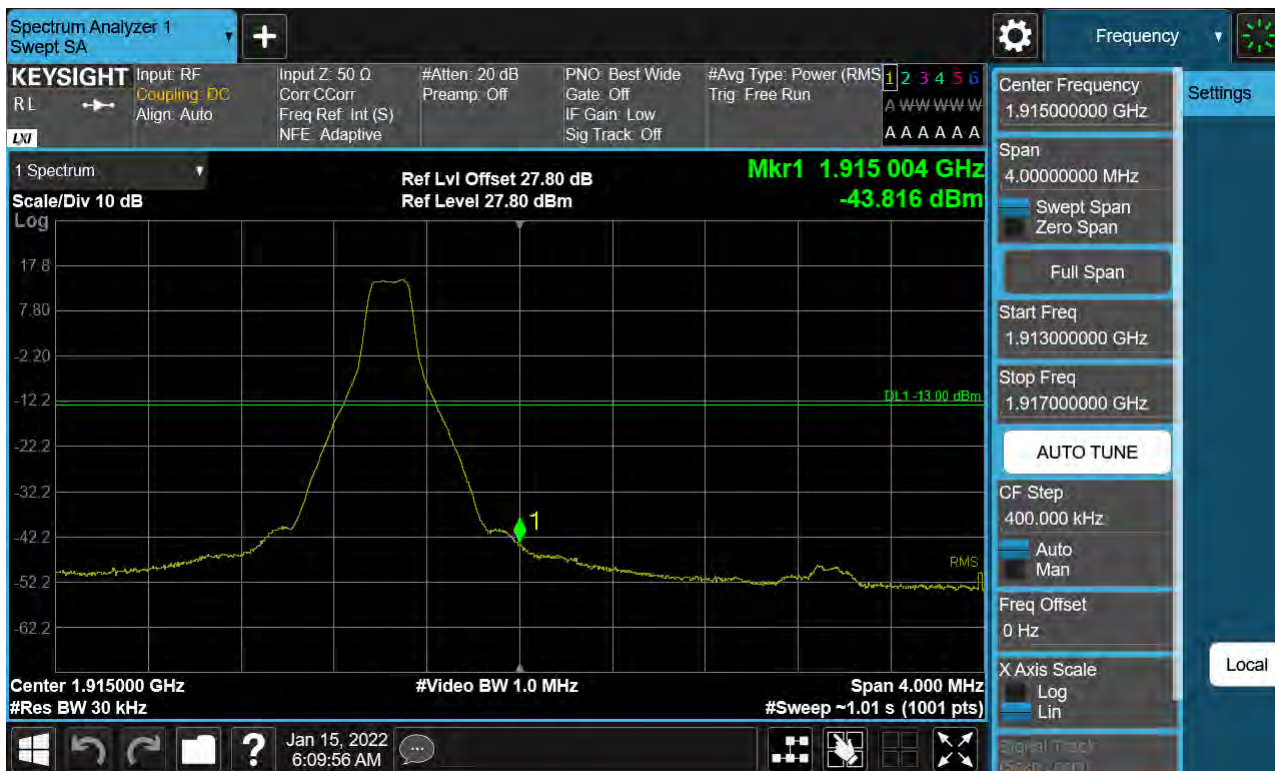 Spectrum Analyzer 1
Swept SA
+
Frequency
KEYSIGHT
RL
LXI
Input: RF
Coupling: DC
Align: Auto
Input Z: 50 Ω
Corr CCorr
Freq Ref: Int (S)
NFE: Adaptive
#Atten: 20 dB
Preamp: Off
PNO: Best Wide
Gate: Off
IF Gain: Low
Sig Track: Off
#Avg Type: Power (RMS
Trig: Free Run
1 2 3 4 5 6
A W W W W W
A A A A A A
1 Spectrum
Scale/Div 10 dB
Log
Ref Lvl Offset 27.80 dB
Ref Level 27.80 dBm
Mkr1 1.915 004 GHz
-43.816 dBm
17.8
7.80
-2.20
-12.2
-22.2
-32.2
-42.2
-52.2
-62.2
DL1 -13.00 dBm
1
RMS
Center 1.915000 GHz
#Res BW 30 kHz
#Video BW 1.0 MHz
Span 4.000 MHz
#Sweep ~1.01 s (1001 pts)
Center Frequency
1.915000000 GHz
Settings
Span
4.00000000 MHz
Swept Span
Zero Span
Full Span
Start Freq
1.913000000 GHz
Stop Freq
1.917000000 GHz
AUTO TUNE
CF Step
400.000 kHz
Auto
Man
Freq Offset
0 Hz
X Axis Scale
Log
Lin
Local
Signal Track
(Span Zoom)
?
Jan 15, 2022
6:09:56 AM